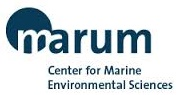 marum
Center for Marine
Environmental Sciences